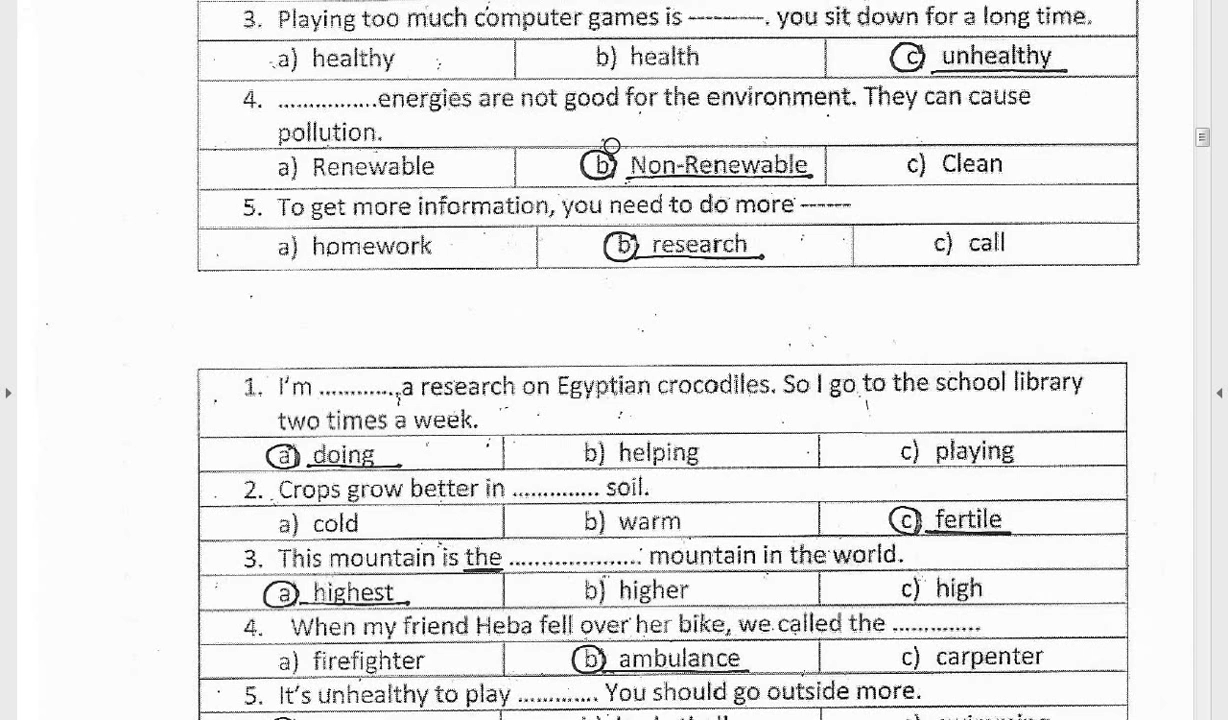 3. Playing too much computer games is ---------. you sit down for a long time.
a) healthy b) health c) unhealthy
4. .................energies are not good for the environment. They can cause
pollution.
a) Renewable b) Non-Renewable c) Clean
5. To get more information, you need to do more ------
a) homework b) research c) call
1. I'm .............a research on Egyptian crocodiles. So I go to the school library
two times a week.
a) doing b) helping c) playing
2. Crops grow better in .............. soil.
a) cold b) warm c) fertile
3. This mountain is the ..................... mountain in the world.
a) highest b) higher c) high
4. When my friend Heba fell over her bike, we called the ..............
a) firefighter b) ambulance c) carpenter
5. It's unhealthy to play ............. You should go outside more.